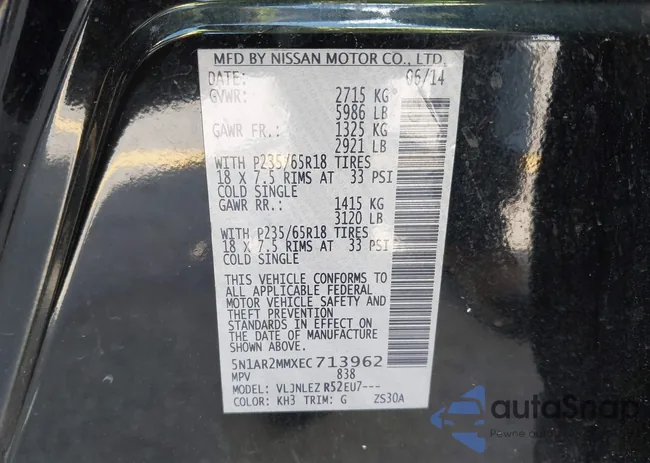 MFD BY NISSAN MOTOR CO., LTD.
DATE: 06/14
GVWR: 2715 KG
5986 LB
GAWR FR.: 1325 KG
2921 LB
WITH P235/65R18 TIRES
18 X 7.5 RIMS AT 33 PSI
COLD SINGLE
GAWR RR.: 1415 KG
3120 LB
WITH P235/65R18 TIRES
18 X 7.5 RIMS AT 33 PSI
COLD SINGLE
THIS VEHICLE CONFORMS TO
ALL APPLICABLE FEDERAL
MOTOR VEHICLE SAFETY AND
THEFT PREVENTION
STANDARDS IN EFFECT ON
THE DATE OF MANUFACTURE
SHOWN ABOVE.
5N1AR2MMXEC713962
MPV 838
MODEL: VLJNLEZ R52EU7---
COLOR: KH3 TRIM: G ZS30A
autoSnap